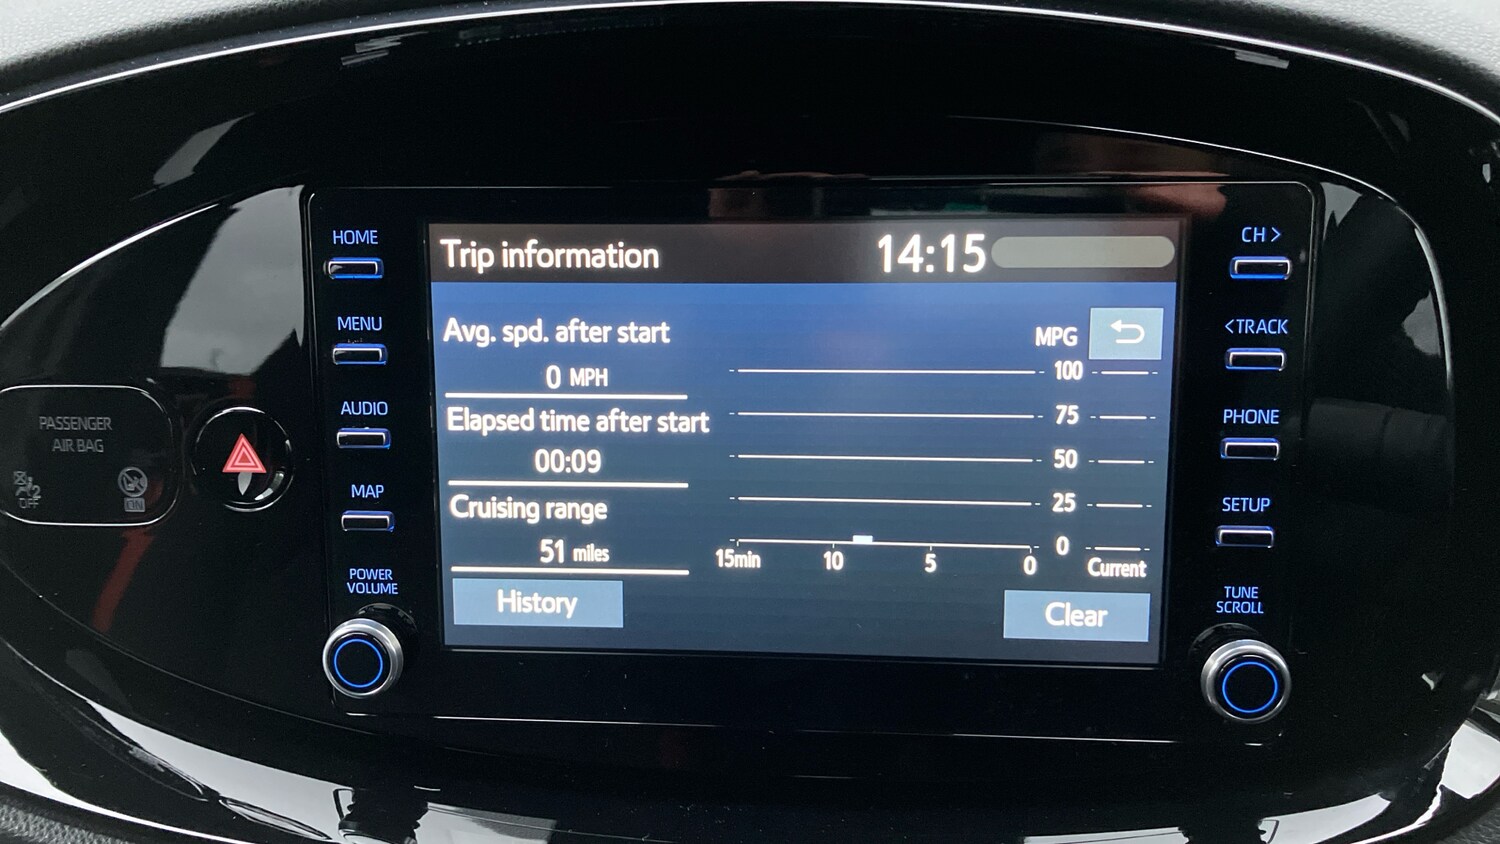 HOME
MENU
AUDIO
MAP
POWER
VOLUME
PASSENGER
AIR BAG
OFF
ON
Trip information 14:15
Avg. spd. after start
0 MPH
Elapsed time after start
00:09
Cruising range
51 miles
History
MPG
100
75
50
25
0
15min 10 5 0 Current
Clear
CH >
<TRACK
PHONE
SETUP
TUNE
SCROLL